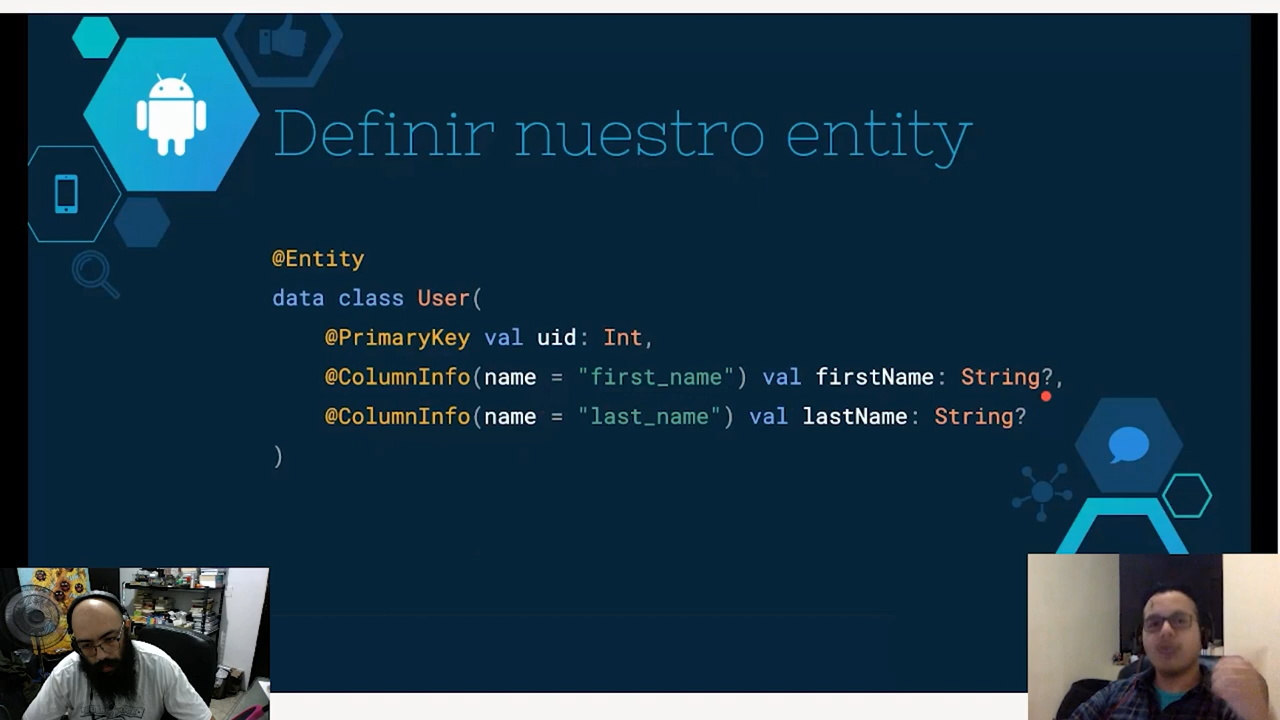 Definir nuestro entity
@Entity
data class User(
@PrimaryKey val uid: Int,
@ColumnInfo(name = "first_name") val firstName: String?,
@ColumnInfo(name = "last_name") val lastName: String?
)